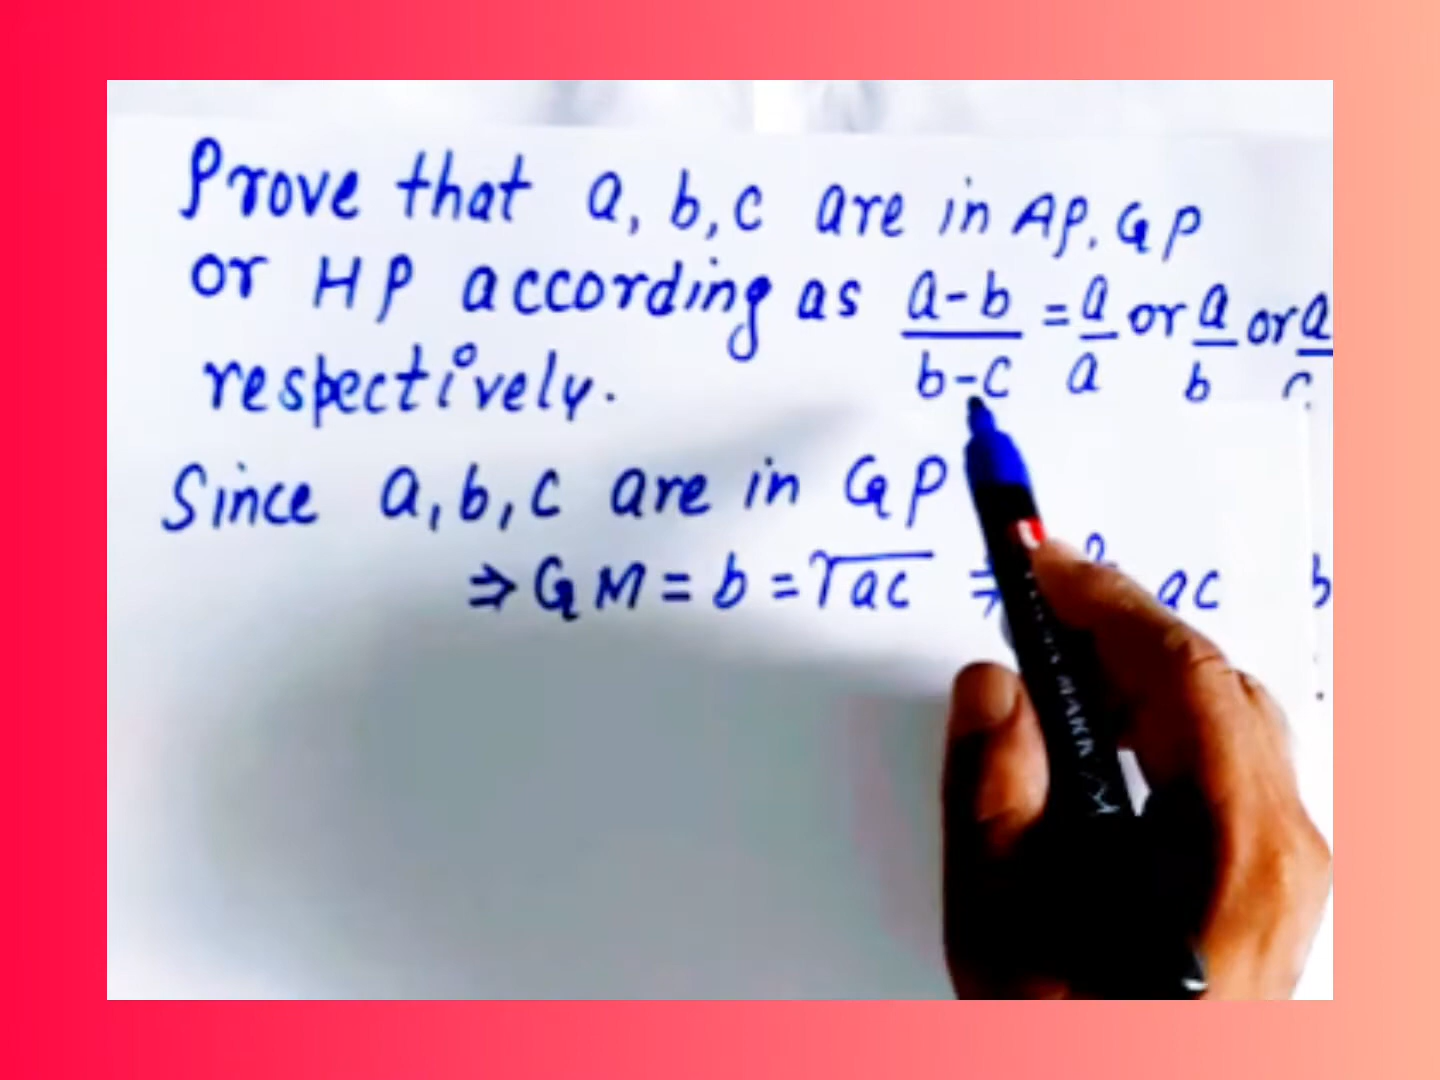 Prove that a, b, c are in AP, GP
or HP according as a-b/b-c = a/a or a/b or a/c
respectively.
Since a, b, c are in GP
⇒ GM = b = √ac ⇒ ac b